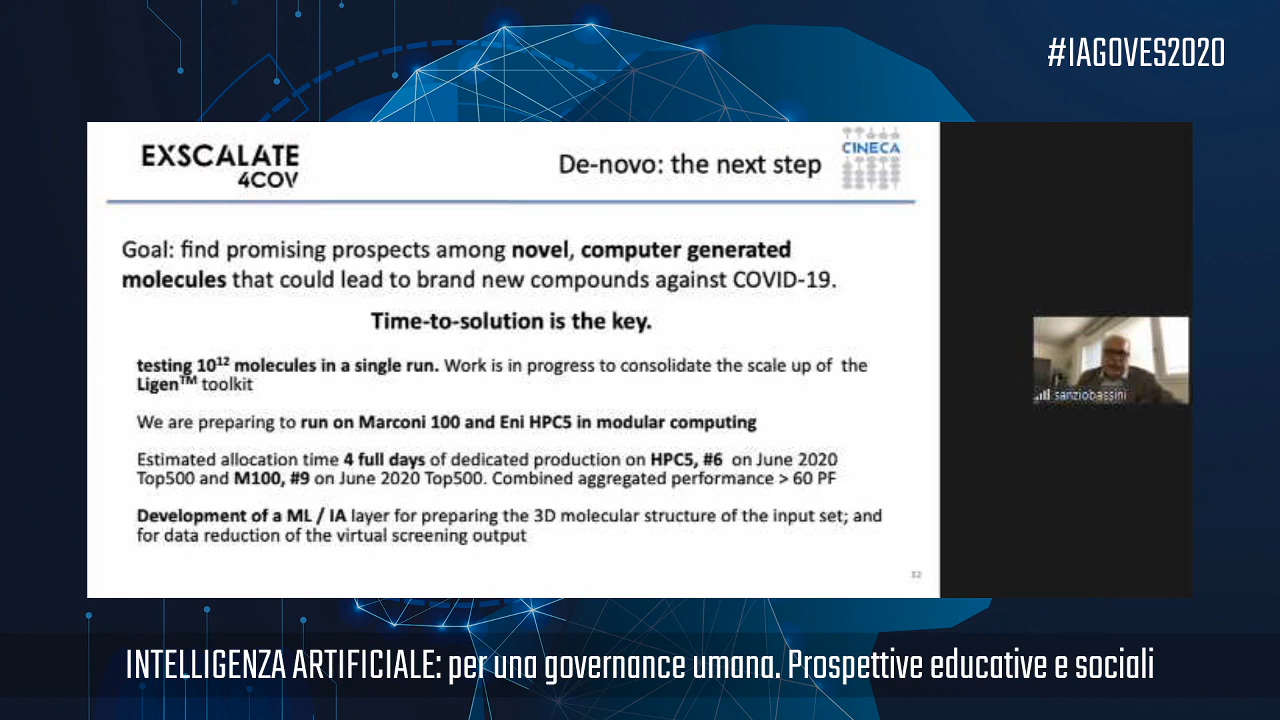 #IAGOVES2020
EXSCALATE
4COV
De-novo: the next step
CINECA
Goal: find promising prospects among novel, computer generated
molecules that could lead to brand new compounds against COVID-19.
Time-to-solution is the key.
testing 10¹² molecules in a single run. Work is in progress to consolidate the scale up of the
Ligen™ toolkit
We are preparing to run on Marconi 100 and Eni HPC5 in modular computing
Estimated allocation time 4 full days of dedicated production on HPC5, #6 on June 2020
Top500 and M100, #9 on June 2020 Top500. Combined aggregated performance > 60 PF
Development of a ML / IA layer for preparing the 3D molecular structure of the input set; and
for data reduction of the virtual screening output
sanziobassini
INTELLIGENZA ARTIFICIALE: per una governance umana. Prospettive educative e sociali